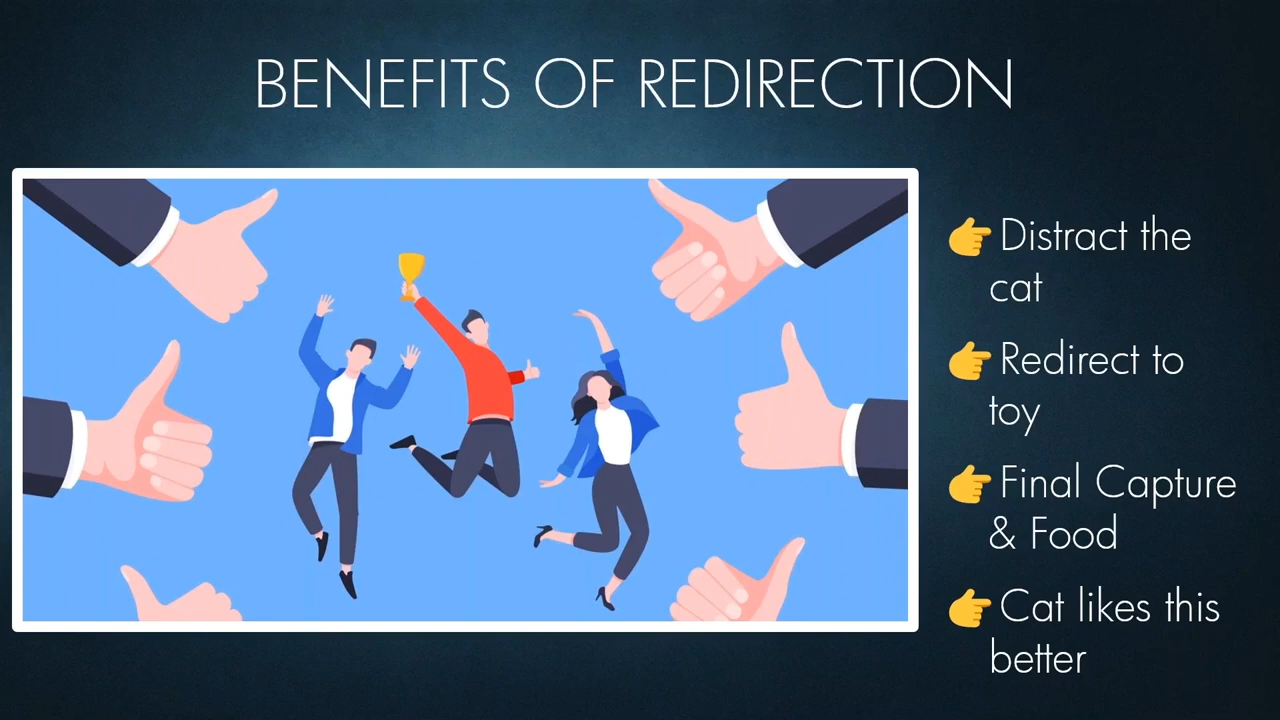 BENEFITS OF REDIRECTION
👉 Distract the
cat
👉 Redirect to
toy
👉 Final Capture
& Food
👉 Cat likes this
better